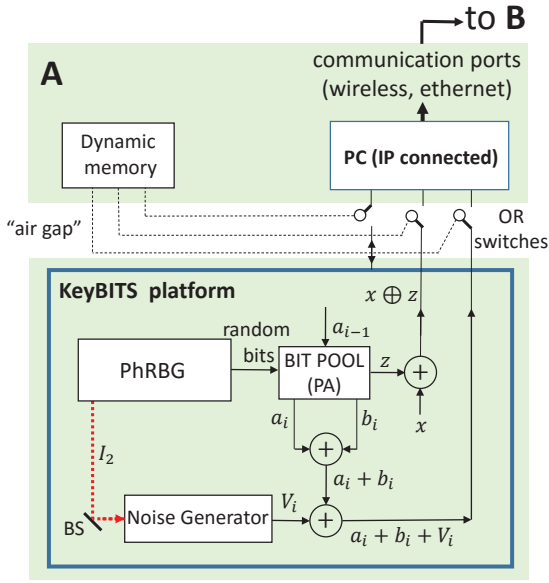 to B
communication ports
(wireless, ethernet)
A
Dynamic
memory
PC (IP connected)
"air gap"
OR
switches
KeyBITS platform
x ⊕ z
a_{i−1}
random
bits
PhRBG
BIT POOL
(PA)
z
+
a_i
b_i
x
+
I_2
a_i + b_i
BS
Noise Generator
V_i
+
a_i + b_i + V_i